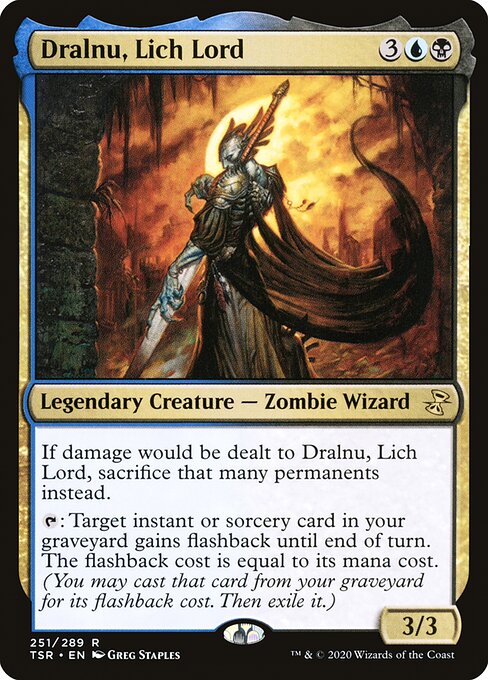 Dralnu, Lich Lord 3
Legendary Creature — Zombie Wizard
If damage would be dealt to Dralnu, Lich
Lord, sacrifice that many permanents
instead.
: Target instant or sorcery card in your
graveyard gains flashback until end of turn.
The flashback cost is equal to its mana cost.
(You may cast that card from your graveyard
for its flashback cost. Then exile it.)
3/3
251/289 R
TSR • EN Greg Staples
™ & © 2020 Wizards of the Coast